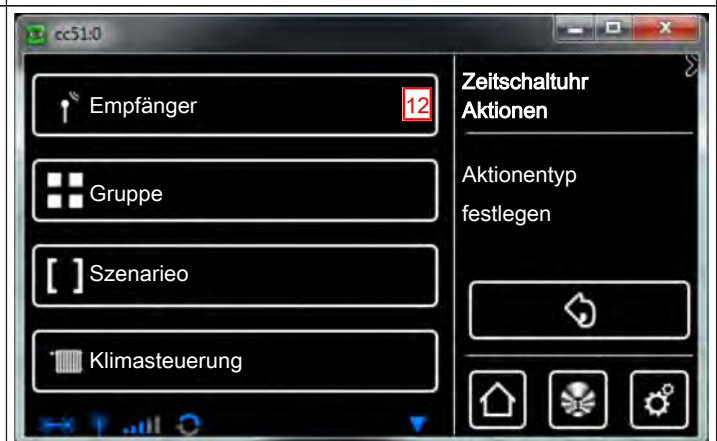 cc51:0
Empfänger 12
Gruppe
Szenarieo
Klimasteuerung
Zeitschaltuhr
Aktionen
Aktionentyp
festlegen